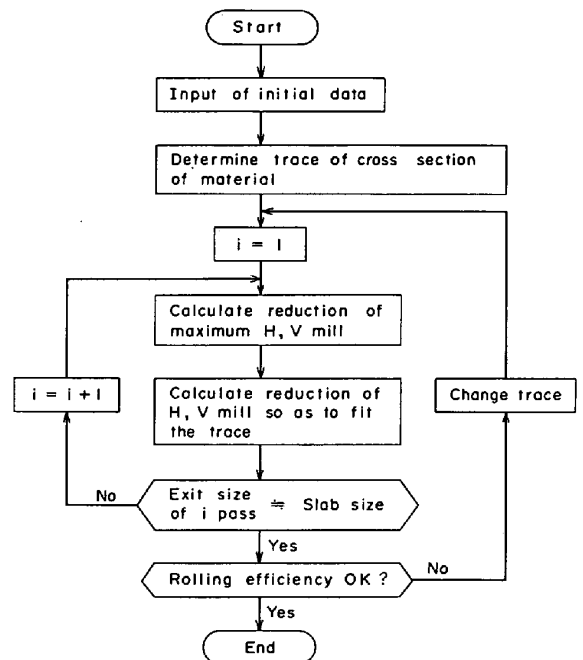 Start
Input of initial data
Determine trace of cross section
of material
i = 1
Calculate reduction of
maximum H, V mill
Calculate reduction of
H, V mill so as to fit
the trace
i = i + 1
Change trace
No
Exit size ≒ Slab size
of i pass
Yes
Rolling efficiency OK ?
No
Yes
End